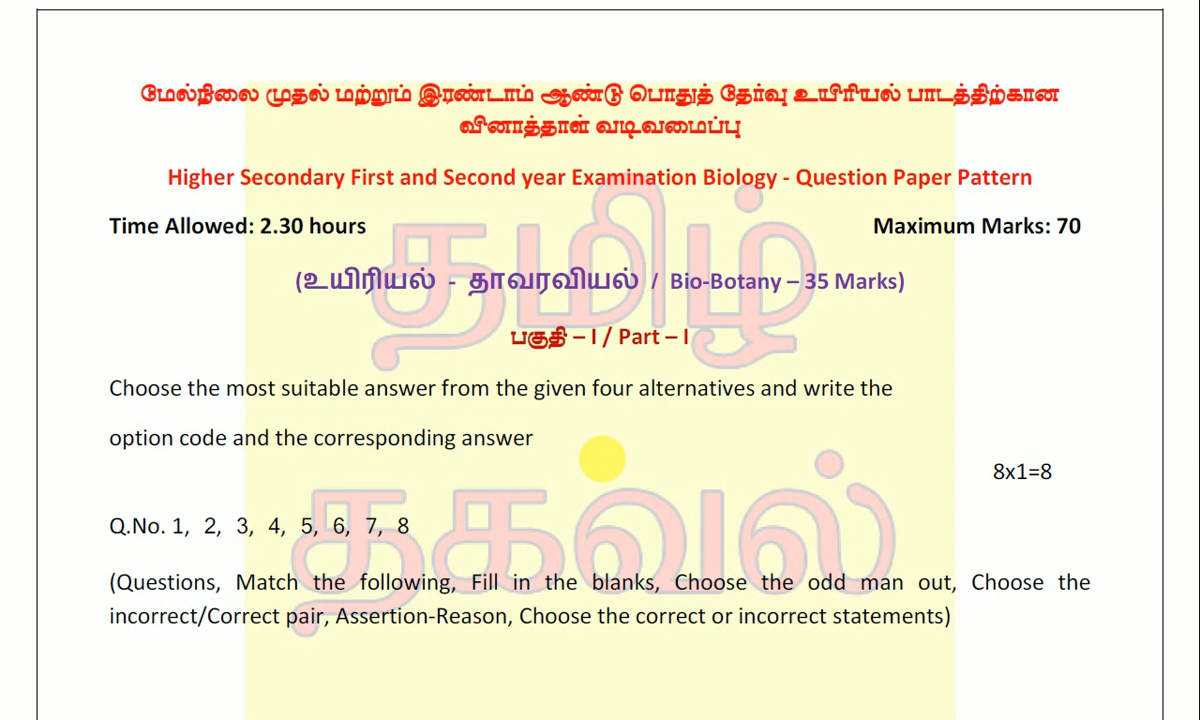 மேல்நிலை முதல் மற்றும் இரண்டாம் ஆண்டு பொதுத் தேர்வு உயிரியல் பாடத்திற்கான
வினாத்தாள் வடிவமைப்பு
Higher Secondary First and Second year Examination Biology - Question Paper Pattern
Time Allowed: 2.30 hours Maximum Marks: 70
(உயிரியல் - தாவரவியல் / Bio-Botany – 35 Marks)
தமிழ்
பகுதி – I / Part – I
Choose the most suitable answer from the given four alternatives and write the
option code and the corresponding answer
8x1=8
தகவல்
Q.No. 1, 2, 3, 4, 5, 6, 7, 8
(Questions, Match the following, Fill in the blanks, Choose the odd man out, Choose the
incorrect/Correct pair, Assertion-Reason, Choose the correct or incorrect statements)